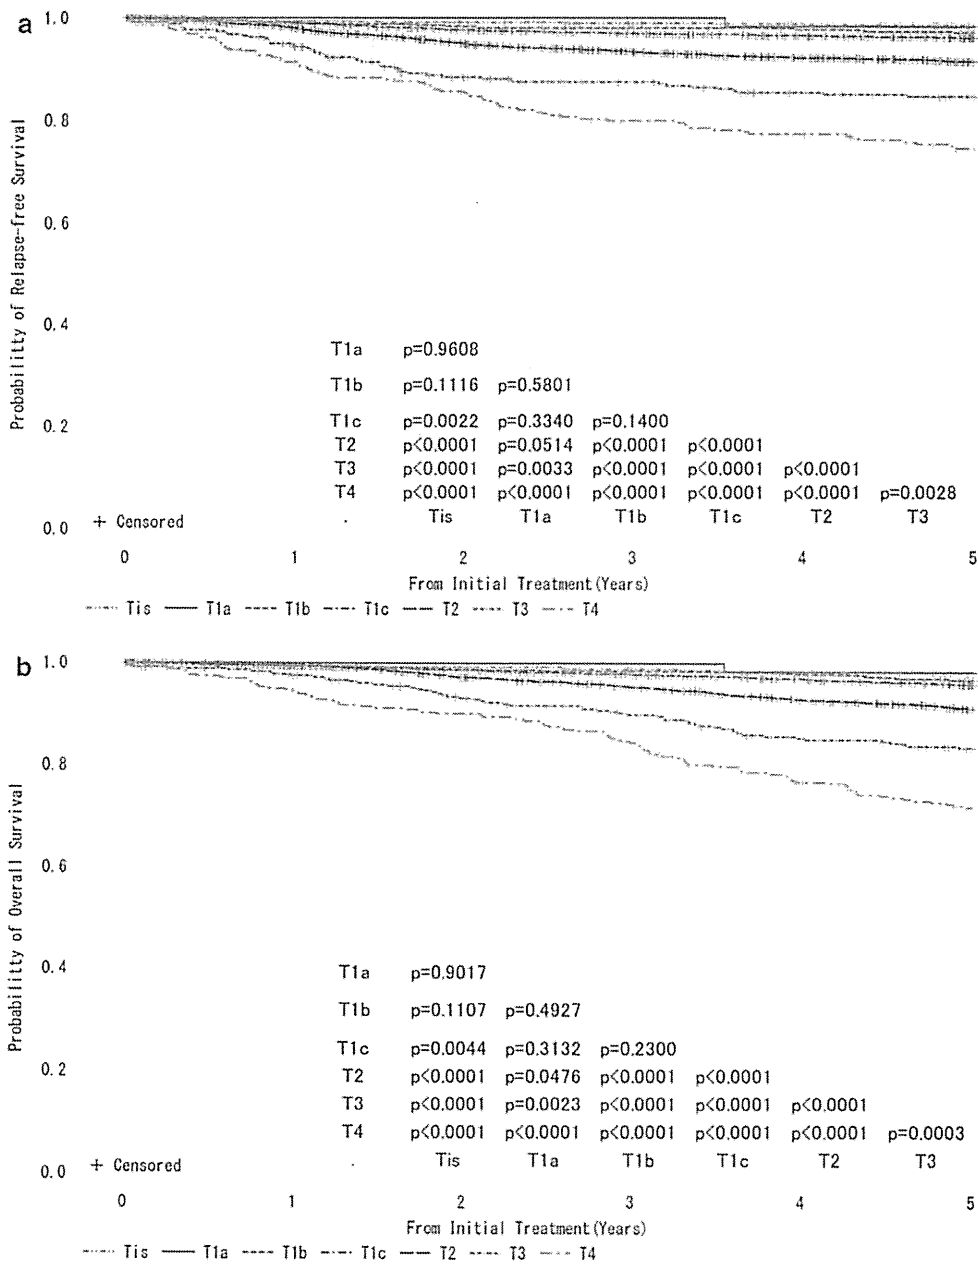 a
Probabilitty of Relapse-free Survival
1.0
0.8
0.6
0.4
0.2
0.0
T1a p=0.9608
T1b p=0.1116 p=0.5801
T1c p=0.0022 p=0.3340 p=0.1400
T2 p<0.0001 p=0.0514 p<0.0001 p<0.0001
T3 p<0.0001 p=0.0033 p<0.0001 p<0.0001 p<0.0001
T4 p<0.0001 p<0.0001 p<0.0001 p<0.0001 p<0.0001 p=0.0028
+ Censored . Tis T1a T1b T1c T2 T3
0 1 2 3 4 5
From Initial Treatment(Years)
Tis T1a T1b T1c T2 T3 T4
b
Probabilitty of Overall Survival
1.0
0.8
0.6
0.4
0.2
0.0
T1a p=0.9017
T1b p=0.1107 p=0.4927
T1c p=0.0044 p=0.3132 p=0.2300
T2 p<0.0001 p=0.0476 p<0.0001 p<0.0001
T3 p<0.0001 p=0.0023 p<0.0001 p<0.0001 p<0.0001
T4 p<0.0001 p<0.0001 p<0.0001 p<0.0001 p<0.0001 p=0.0003
+ Censored . Tis T1a T1b T1c T2 T3
0 1 2 3 4 5
From Initial Treatment(Years)
Tis T1a T1b T1c T2 T3 T4